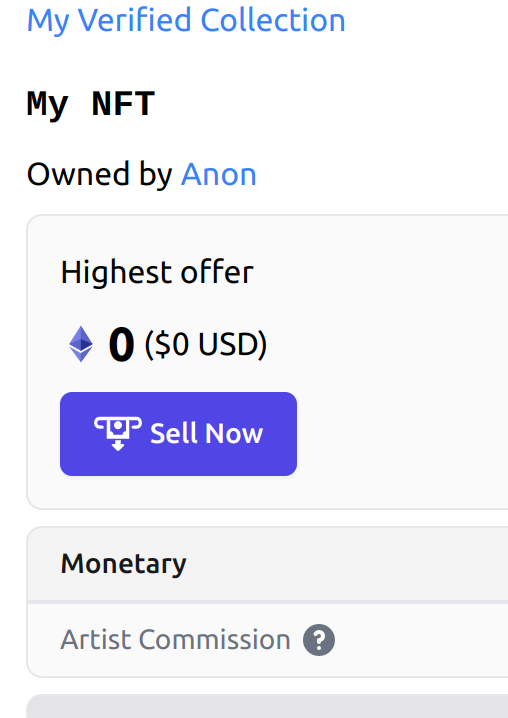 My Verified Collection
My NFT
Owned by Anon
Highest offer
0 ($0 USD)
Sell Now
Monetary
Artist Commission ?